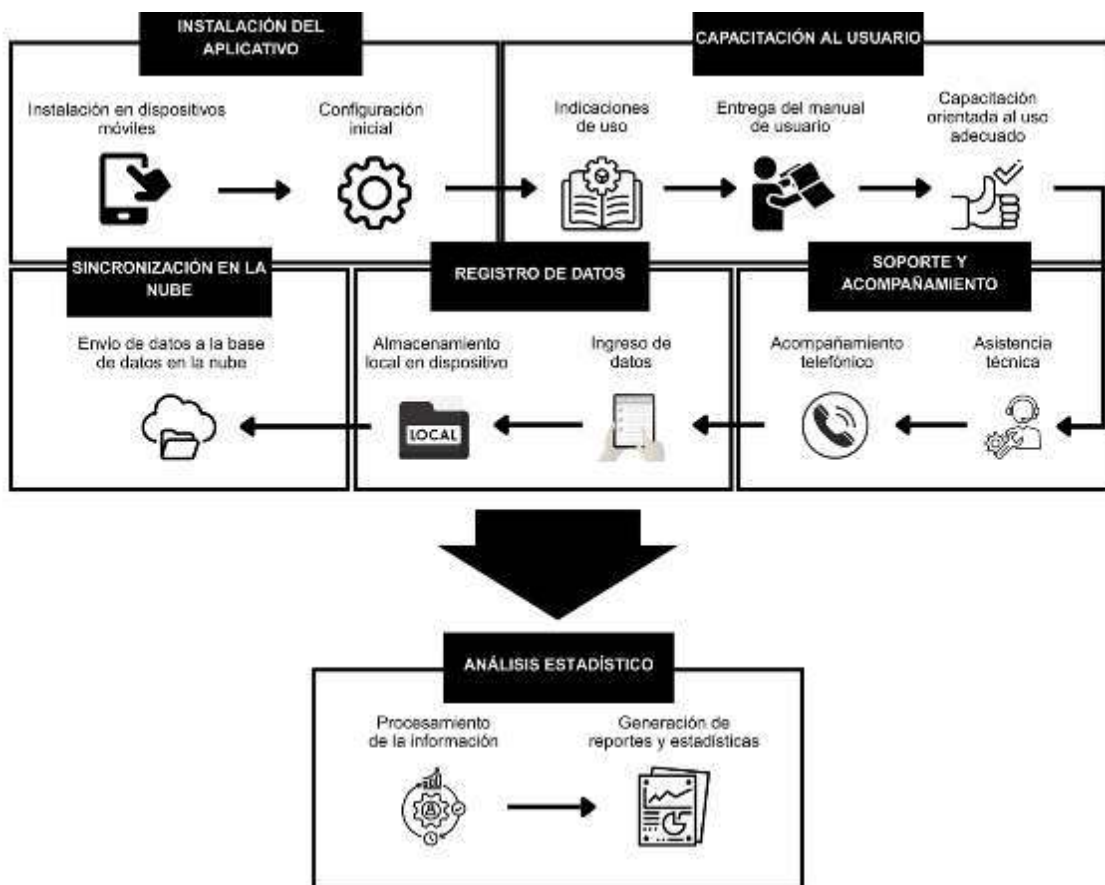 INSTALACIÓN DEL
APLICATIVO
CAPACITACIÓN AL USUARIO
Instalación en dispositivos
móviles
Configuración
inicial
Indicaciones
de uso
Entrega del manual
de usuario
Capacitación
orientada al uso
adecuado
SINCRONIZACIÓN EN LA
NUBE
REGISTRO DE DATOS
SOPORTE Y
ACOMPAÑAMIENTO
Envío de datos a la base
de datos en la nube
Almacenamiento
local en dispositivo
LOCAL
Ingreso de
datos
Acompañamiento
telefónico
Asistencia
técnica
ANÁLISIS ESTADÍSTICO
Procesamiento
de la información
Generación de
reportes y estadísticas